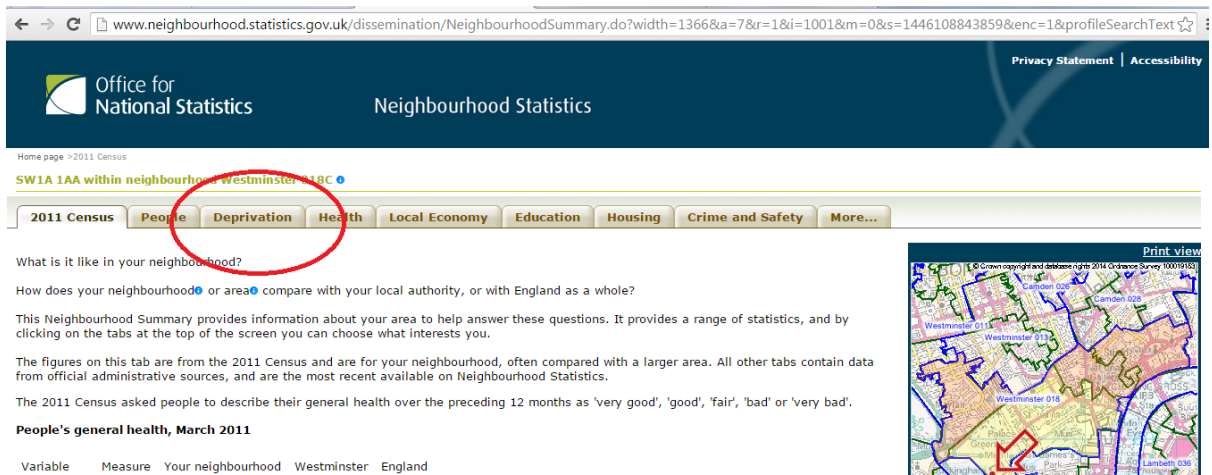 www.neighbourhood.statistics.gov.uk/dissemination/NeighbourhoodSummary.do?width=1366&a=7&r=1&i=1001&m=0&s=1446108843859&enc=1&profileSearchText
Privacy Statement | Accessibility
Office for
National Statistics
Neighbourhood Statistics
Home page >2011 Census
SW1A 1AA within neighbourhood Westminster 018C
2011 Census People Deprivation Health Local Economy Education Housing Crime and Safety More...
What is it like in your neighbourhood?
How does your neighbourhood or area compare with your local authority, or with England as a whole?
This Neighbourhood Summary provides information about your area to help answer these questions. It provides a range of statistics, and by
clicking on the tabs at the top of the screen you can choose what interests you.
The figures on this tab are from the 2011 Census and are for your neighbourhood, often compared with a larger area. All other tabs contain data
from official administrative sources, and are the most recent available on Neighbourhood Statistics.
The 2011 Census asked people to describe their general health over the preceding 12 months as 'very good', 'good', 'fair', 'bad' or 'very bad'.
People's general health, March 2011
Variable Measure Your neighbourhood Westminster England
Print view
© Crown copyright and database rights 2014 Ordnance Survey 100019153
Camden 026
Camden 028
Westminster 011
Westminster 013
Westminster 018
Lambeth 036